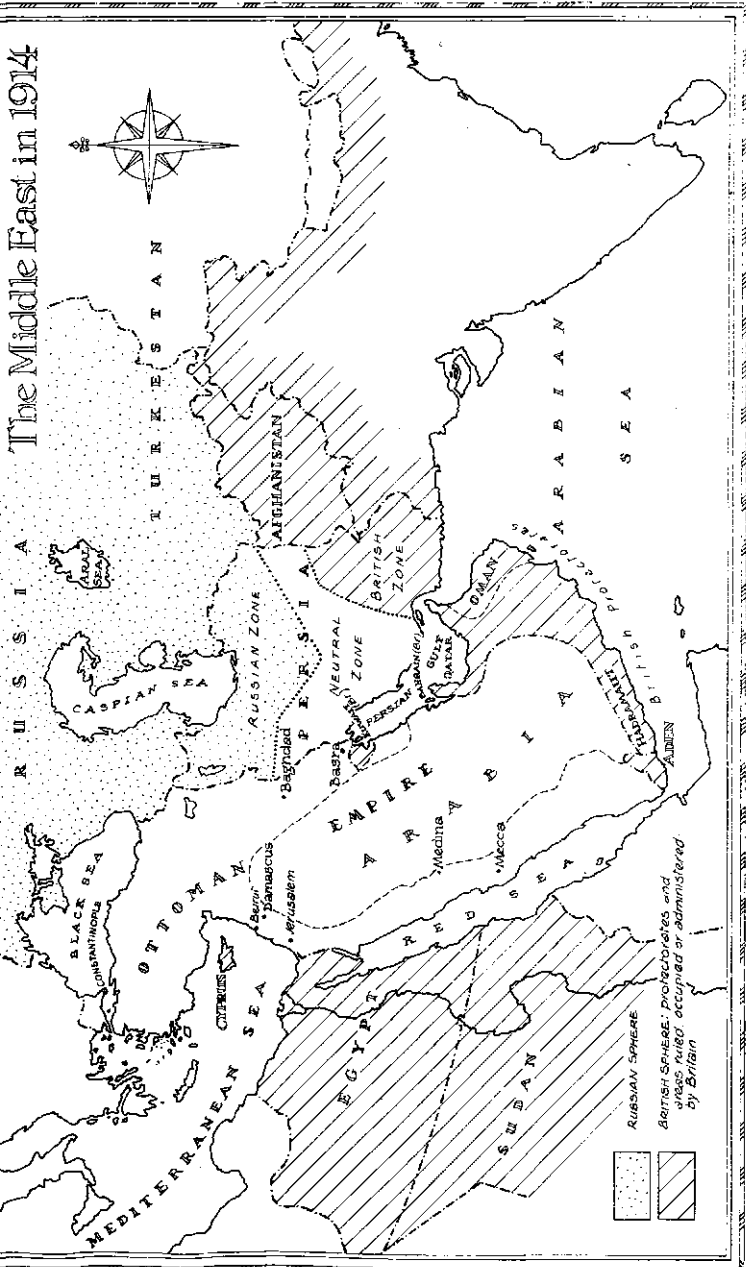 The Middle East in 1914
RUSSIA
TURKESTAN
ARAL
SEA
CASPIAN SEA
BLACK SEA
CONSTANTINOPLE
OTTOMAN EMPIRE
MEDITERRANEAN SEA
CYPRUS
Beirut
Damascus
Jerusalem
Baghdad
Basra
RUSSIAN ZONE
PERSIA
NEUTRAL
ZONE
BRITISH
ZONE
AFGHANISTAN
PERSIAN
GULF
BAHRAIN (Br)
QATAR
OMAN
ARABIA
Medina
Mecca
RED SEA
EGYPT
SUDAN
HADRAMAUT
ADEN
British protectorates
ARABIAN
SEA
RUSSIAN SPHERE
BRITISH SPHERE: protectorates and
areas ruled, occupied or administered
by Britain